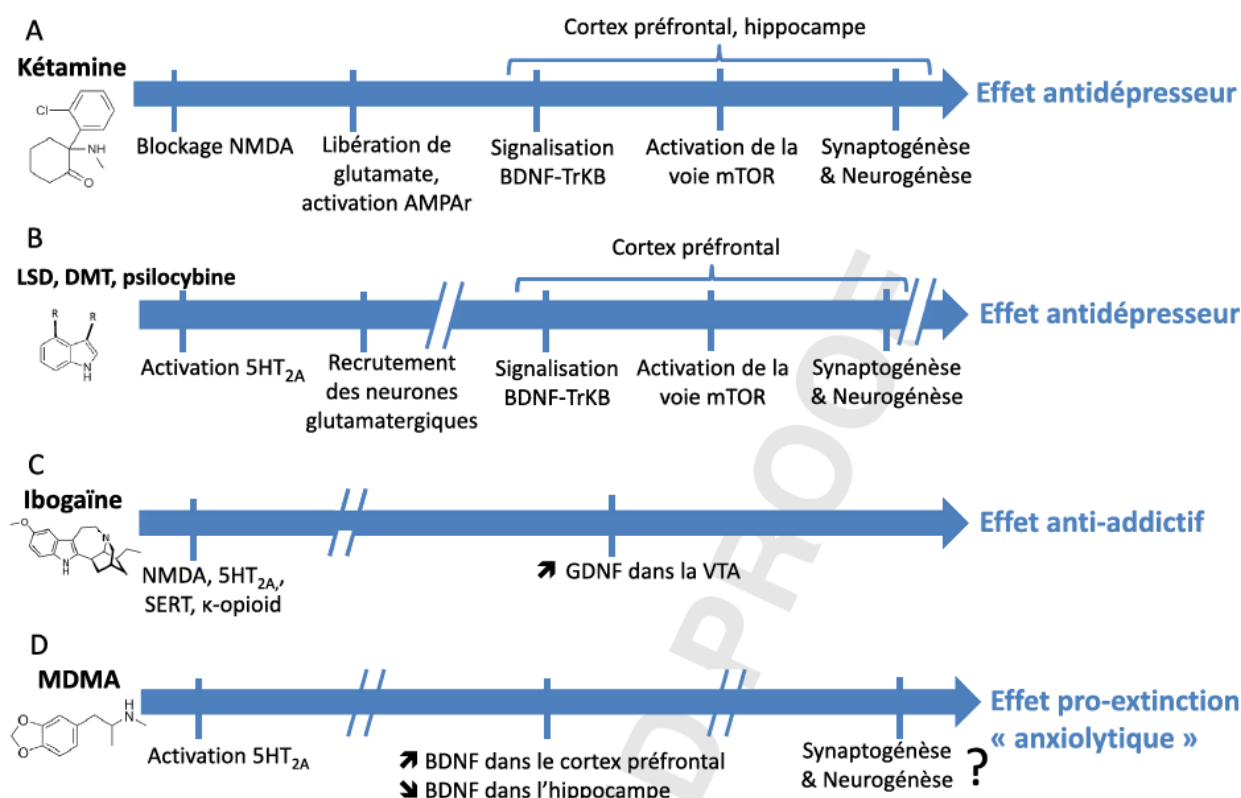 A
Kétamine
Cortex préfrontal, hippocampe
Effet antidépresseur
Cl
NH
O
Blockage NMDA
Libération de
glutamate,
activation AMPAr
Signalisation
BDNF-TrKB
Activation de la
voie mTOR
Synaptogénèse
& Neurogénèse
B
LSD, DMT, psilocybine
Cortex préfrontal
Effet antidépresseur
R
R
N
H
Activation 5HT2A
Recrutement
des neurones
glutamatergiques
Signalisation
BDNF-TrKB
Activation de la
voie mTOR
Synaptogénèse
& Neurogénèse
C
Ibogaïne
Effet anti-addictif
O
N
N
H
NMDA, 5HT2A,,
SERT, κ-opioid
↗ GDNF dans la VTA
D
MDMA
Effet pro-extinction
« anxiolytique »
O
O
H
N
Activation 5HT2A
↗ BDNF dans le cortex préfrontal
↘ BDNF dans l'hippocampe
Synaptogénèse
& Neurogénèse
?
D PROOF